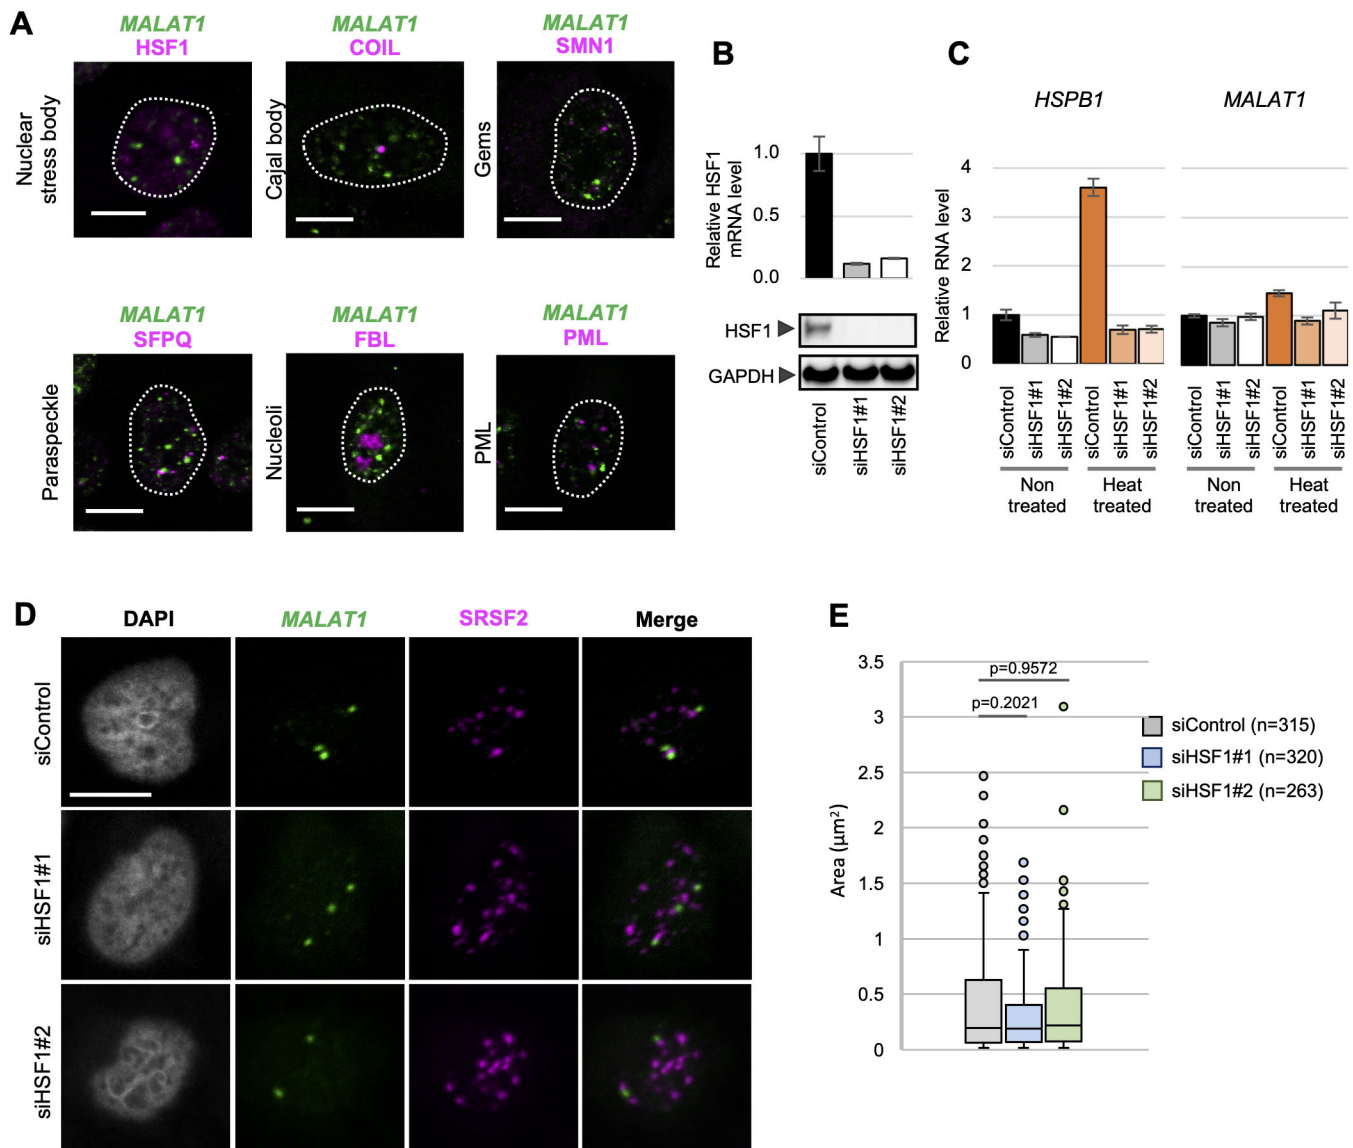 A
MALAT1
HSF1
MALAT1
COIL
MALAT1
SMN1
Nuclear
stress body
Cajal body
Gems
MALAT1
SFPQ
MALAT1
FBL
MALAT1
PML
Paraspeckle
Nucleoli
PML
B
Relative HSF1
mRNA level
1.0
0.5
0.0
HSF1
GAPDH
siControl
siHSF1#1
siHSF1#2
C
HSPB1
MALAT1
Relative RNA level
4
3
2
1
0
siControl
siHSF1#1
siHSF1#2
siControl
siHSF1#1
siHSF1#2
siControl
siHSF1#1
siHSF1#2
siControl
siHSF1#1
siHSF1#2
Non
treated
Heat
treated
Non
treated
Heat
treated
D
DAPI
MALAT1
SRSF2
Merge
siControl
siHSF1#1
siHSF1#2
E
Area (μm²)
3.5
3
2.5
2
1.5
1
0.5
0
p=0.9572
p=0.2021
siControl (n=315)
siHSF1#1 (n=320)
siHSF1#2 (n=263)